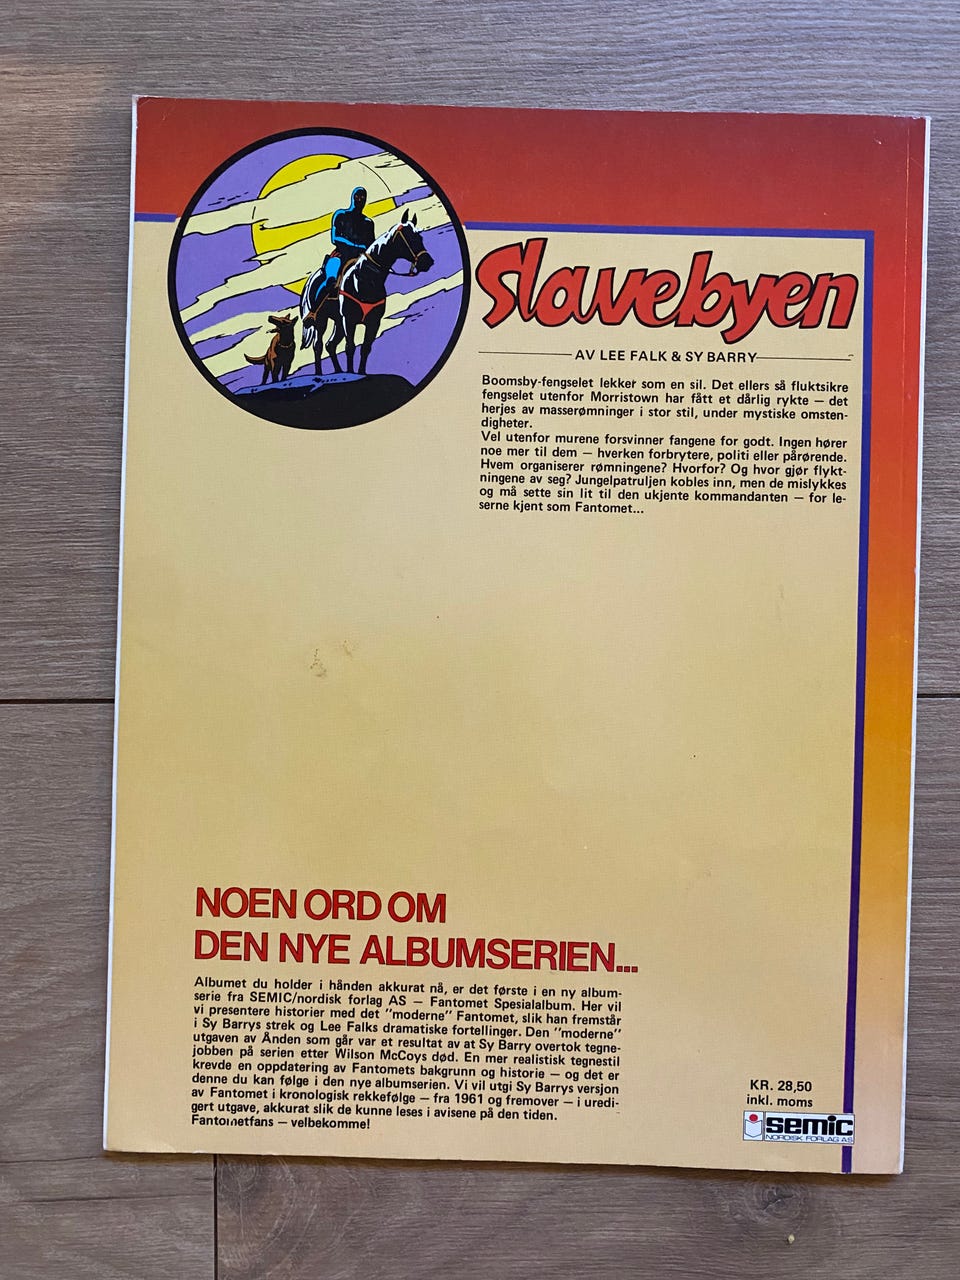 Slavebyen
AV LEE FALK & SY BARRY
Boomsby-fengselet lekker som en sil. Det ellers så fluktsikre
fengselet utenfor Morristown har fått et dårlig rykte — det
herjes av masserømninger i stor stil, under mystiske omsten-
digheter.
Vel utenfor murene forsvinner fangene for godt. Ingen hører
noe mer til dem — hverken forbrytere, politi eller pårørende.
Hvem organiserer rømningene? Hvorfor? Og hvor gjør flykt-
ningene av seg? Jungelpatruljen kobles inn, men de mislykkes
og må sette sin lit til den ukjente kommandanten — for le-
serne kjent som Fantomet...
NOEN ORD OM
DEN NYE ALBUMSERIEN...
Albumet du holder i hånden akkurat nå, er det første i en ny album-
serie fra SEMIC/nordisk forlag AS — Fantomet Spesialalbum. Her vil
vi presentere historier med det "moderne" Fantomet, slik han fremstår
i Sy Barrys strek og Lee Falks dramatiske fortellinger. Den "moderne"
utgaven av Ånden som går var et resultat av at Sy Barry overtok tegne-
jobben på serien etter Wilson McCoys død. En mer realistisk tegnestil
krevde en oppdatering av Fantomets bakgrunn og historie — og det er
denne du kan følge i den nye albumserien. Vi vil utgi Sy Barrys versjon
av Fantomet i kronologisk rekkefølge — fra 1961 og fremover — i uredi-
gert utgave, akkurat slik de kunne leses i avisene på den tiden.
Fantometfans — velbekomme!
KR. 28,50
inkl. moms
semic
NORDISK FORLAG AS